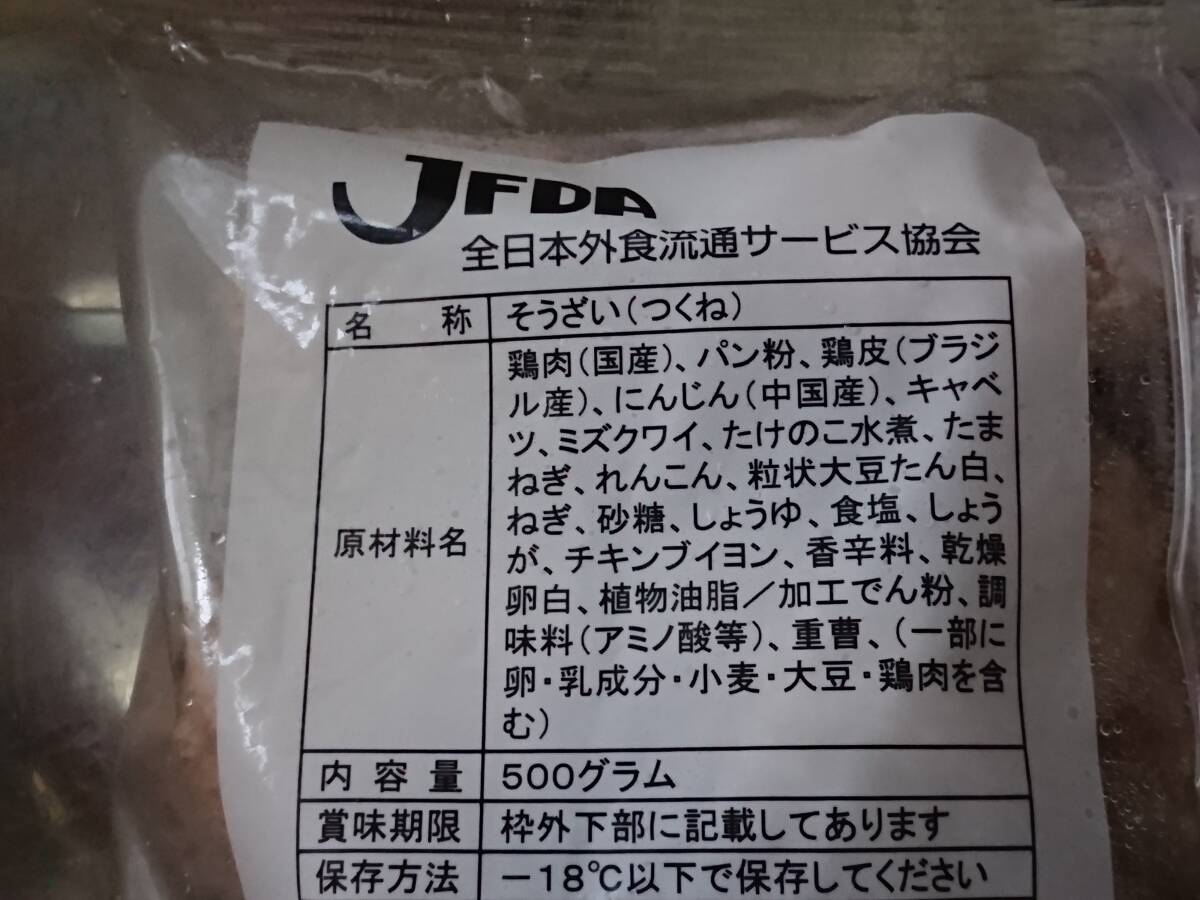 JFDA
全日本外食流通サービス協会
名称 そうざい(つくね)
原材料名
鶏肉(国産)、パン粉、鶏皮(ブラジ
ル産)、にんじん(中国産)、キャベ
ツ、ミズクワイ、たけのこ水煮、たま
ねぎ、れんこん、粒状大豆たん白、
ねぎ、砂糖、しょうゆ、食塩、しょう
が、チキンブイヨン、香辛料、乾燥
卵白、植物油脂/加工でん粉、調
味料(アミノ酸等)、重曹、(一部に
卵・乳成分・小麦・大豆・鶏肉を含
む)
内容量 500グラム
賞味期限 枠外下部に記載してあります
保存方法 -18℃以下で保存してください